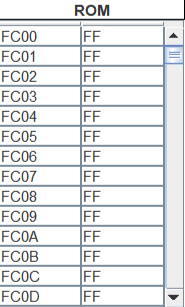 ROM
FC00 FF
FC01 FF
FC02 FF
FC03 FF
FC04 FF
FC05 FF
FC06 FF
FC07 FF
FC08 FF
FC09 FF
FC0A FF
FC0B FF
FC0C FF
FC0D FF